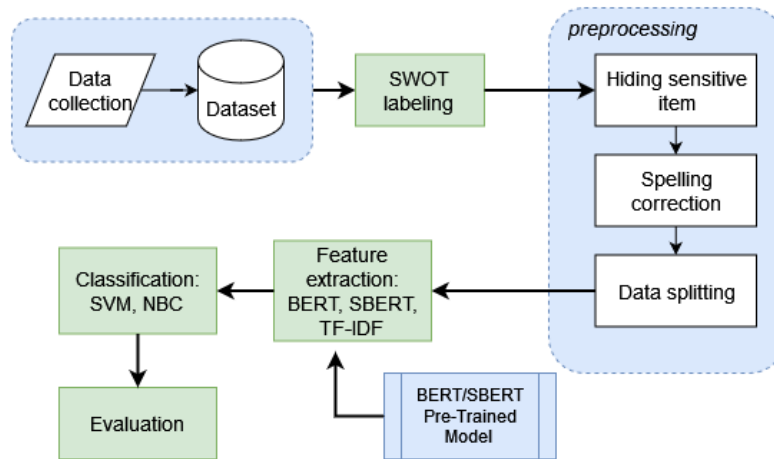 Data
collection
Dataset
SWOT
labeling
preprocessing
Hiding sensitive
item
Spelling
correction
Data splitting
Feature
extraction:
BERT, SBERT,
TF-IDF
Classification:
SVM, NBC
Evaluation
BERT/SBERT
Pre-Trained
Model